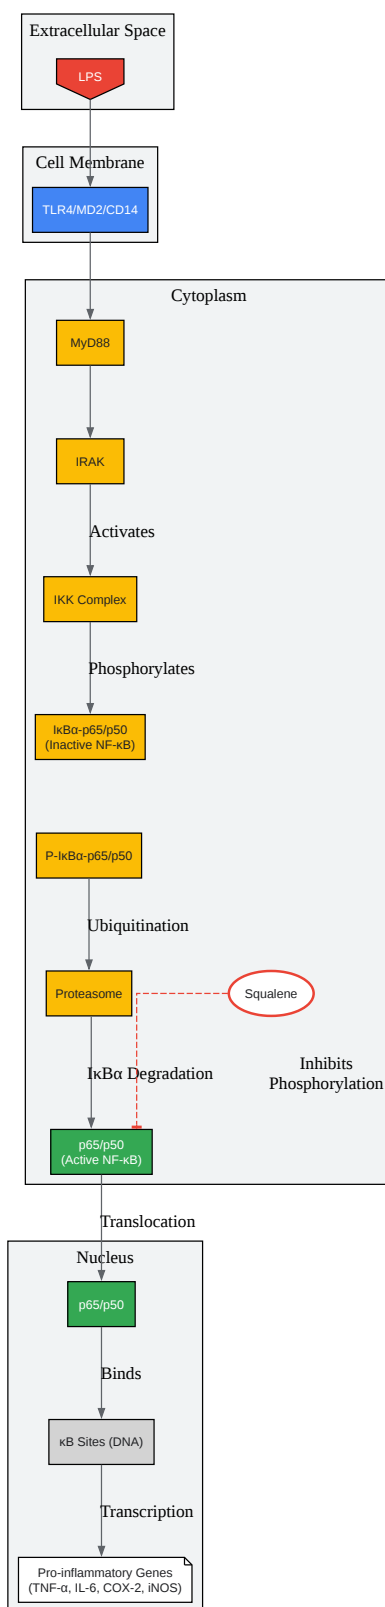 Extracellular Space
LPS
Cell Membrane
TLR4/MD2/CD14
Cytoplasm
MyD88
IRAK
Activates
IKK Complex
Phosphorylates
IκBα-p65/p50
(Inactive NF-κB)
P-IκBα-p65/p50
Ubiquitination
Proteasome
Squalene
Inhibits
Phosphorylation
IκBα Degradation
p65/p50
(Active NF-κB)
Translocation
Nucleus
p65/p50
Binds
κB Sites (DNA)
Transcription
Pro-inflammatory Genes
(TNF-α, IL-6, COX-2, iNOS)